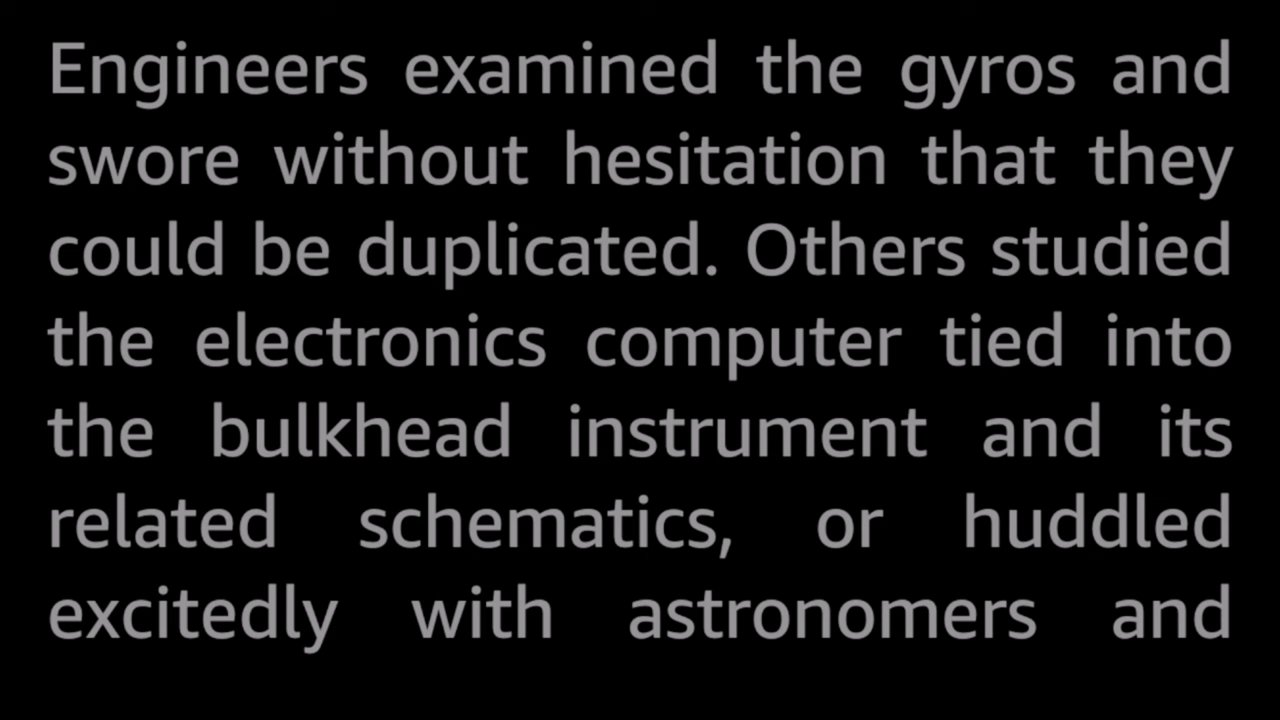 Engineers examined the gyros and
swore without hesitation that they
could be duplicated. Others studied
the electronics computer tied into
the bulkhead instrument and its
related schematics, or huddled
excitedly with astronomers and